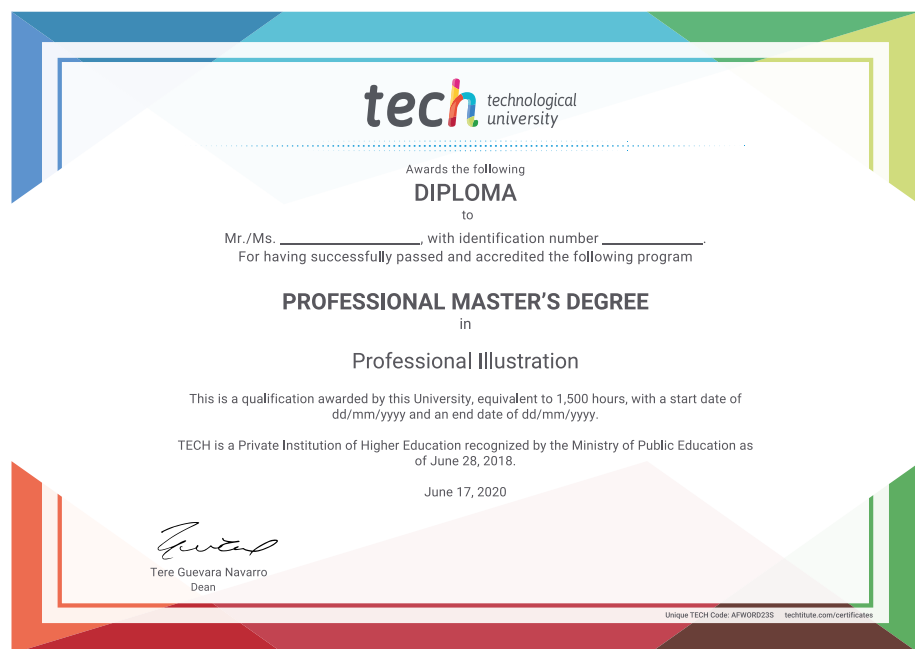 tech technological
university
Awards the following
DIPLOMA
to
Mr./Ms. ____________________, with identification number ______________.
For having successfully passed and accredited the following program
PROFESSIONAL MASTER'S DEGREE
in
Professional Illustration
This is a qualification awarded by this University, equivalent to 1,500 hours, with a start date of
dd/mm/yyyy and an end date of dd/mm/yyyy.
TECH is a Private Institution of Higher Education recognized by the Ministry of Public Education as
of June 28, 2018.
June 17, 2020
Tere Guevara Navarro
Dean
Unique TECH Code: AFWORD23S techtitute.com/certificates